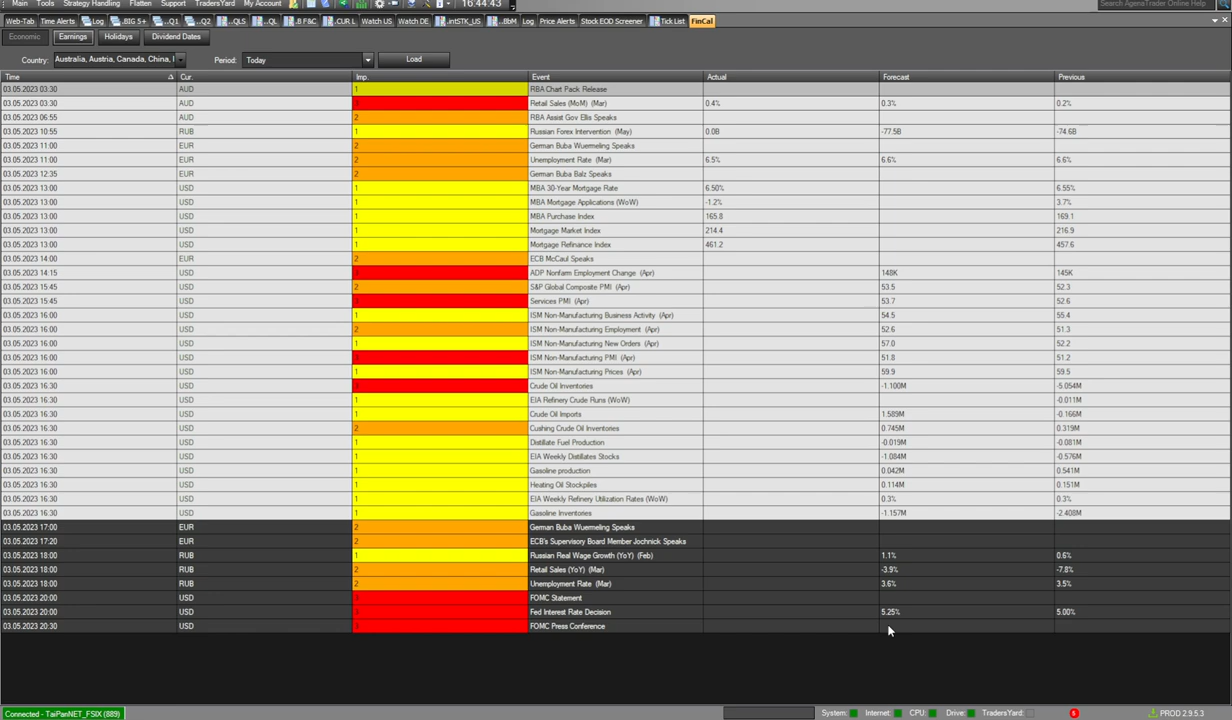 Main Tools Strategy Handling Flatten Support TradersYard My Account 16:44:43 Search AgenaTrader Online Help
Web-Tab Time Alerts Log .BIG S+ ...Q1 ...Q2 ...QLS ...QL .B F&C .CUR L Watch US Watch DE ..intSTK_US ...BbM Log Price Alerts Stock EOD Screener Tick List FinCal
Economic Earnings Holidays Dividend Dates
Country: Australia, Austria, Canada, China, I Period: Today Load
Time Cur. Imp. Event Actual Forecast Previous
03.05.2023 03:30 AUD 1 RBA Chart Pack Release
03.05.2023 03:30 AUD 3 Retail Sales (MoM) (Mar) 0.4% 0.3% 0.2%
03.05.2023 06:55 AUD 2 RBA Assist Gov Ellis Speaks
03.05.2023 10:55 RUB 1 Russian Forex Intervention (May) 0.0B -77.5B -74.6B
03.05.2023 11:00 EUR 2 German Buba Wuermeling Speaks
03.05.2023 11:00 EUR 2 Unemployment Rate (Mar) 6.5% 6.6% 6.6%
03.05.2023 12:35 EUR 2 German Buba Balz Speaks
03.05.2023 13:00 USD 1 MBA 30-Year Mortgage Rate 6.50% 6.55%
03.05.2023 13:00 USD 1 MBA Mortgage Applications (WoW) -1.2% 3.7%
03.05.2023 13:00 USD 1 MBA Purchase Index 165.8 169.1
03.05.2023 13:00 USD 1 Mortgage Market Index 214.4 216.9
03.05.2023 13:00 USD 1 Mortgage Refinance Index 461.2 457.6
03.05.2023 14:00 EUR 2 ECB McCaul Speaks
03.05.2023 14:15 USD 3 ADP Nonfarm Employment Change (Apr) 148K 145K
03.05.2023 15:45 USD 2 S&P Global Composite PMI (Apr) 53.5 52.3
03.05.2023 15:45 USD 3 Services PMI (Apr) 53.7 52.6
03.05.2023 16:00 USD 1 ISM Non-Manufacturing Business Activity (Apr) 54.5 55.4
03.05.2023 16:00 USD 2 ISM Non-Manufacturing Employment (Apr) 52.6 51.3
03.05.2023 16:00 USD 1 ISM Non-Manufacturing New Orders (Apr) 57.0 52.2
03.05.2023 16:00 USD 3 ISM Non-Manufacturing PMI (Apr) 51.8 51.2
03.05.2023 16:00 USD 1 ISM Non-Manufacturing Prices (Apr) 59.9 59.5
03.05.2023 16:30 USD 3 Crude Oil Inventories -1.100M -5.054M
03.05.2023 16:30 USD 1 EIA Refinery Crude Runs (WoW) -0.011M
03.05.2023 16:30 USD 1 Crude Oil Imports 1.589M -0.166M
03.05.2023 16:30 USD 2 Cushing Crude Oil Inventories 0.745M 0.319M
03.05.2023 16:30 USD 1 Distillate Fuel Production -0.019M -0.081M
03.05.2023 16:30 USD 1 EIA Weekly Distillates Stocks -1.084M -0.576M
03.05.2023 16:30 USD 1 Gasoline production 0.042M 0.541M
03.05.2023 16:30 USD 1 Heating Oil Stockpiles 0.114M 0.151M
03.05.2023 16:30 USD 1 EIA Weekly Refinery Utilization Rates (WoW) 0.3% 0.3%
03.05.2023 16:30 USD 1 Gasoline Inventories -1.157M -2.408M
03.05.2023 17:00 EUR 2 German Buba Wuermeling Speaks
03.05.2023 17:20 EUR 2 ECB's Supervisory Board Member Jochnick Speaks
03.05.2023 18:00 RUB 1 Russian Real Wage Growth (YoY) (Feb) 1.1% 0.6%
03.05.2023 18:00 RUB 2 Retail Sales (YoY) (Mar) -3.9% -7.8%
03.05.2023 18:00 RUB 2 Unemployment Rate (Mar) 3.6% 3.5%
03.05.2023 20:00 USD 3 FOMC Statement
03.05.2023 20:00 USD 3 Fed Interest Rate Decision 5.25% 5.00%
03.05.2023 20:30 USD 3 FOMC Press Conference
Connected - TaiPanNET_FSIX (889) System: Internet: CPU: Drive: TradersYard: 6 PROD 2.9.5.3